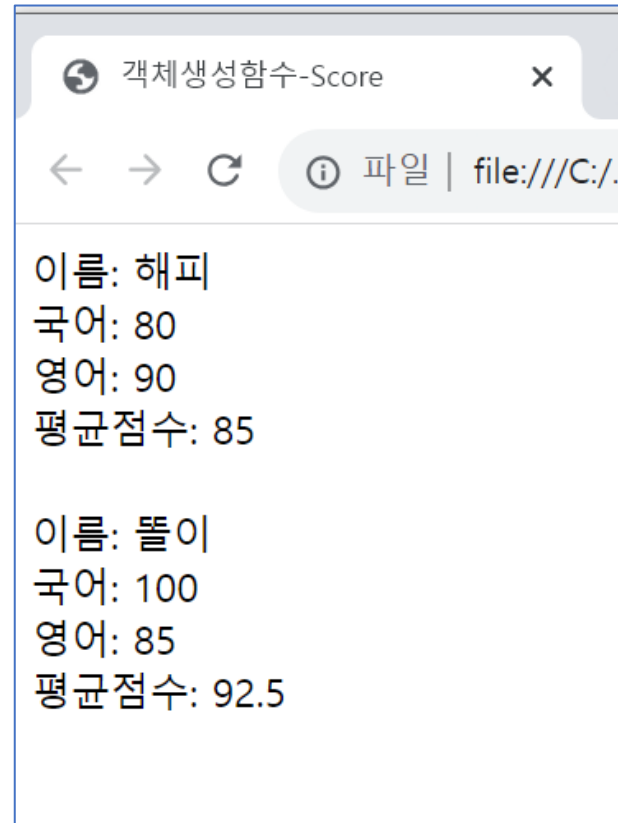 객체생성함수-Score
파일 | file:///C:/.
이름: 해피
국어: 80
영어: 90
평균점수: 85
이름: 똘이
국어: 100
영어: 85
평균점수: 92.5